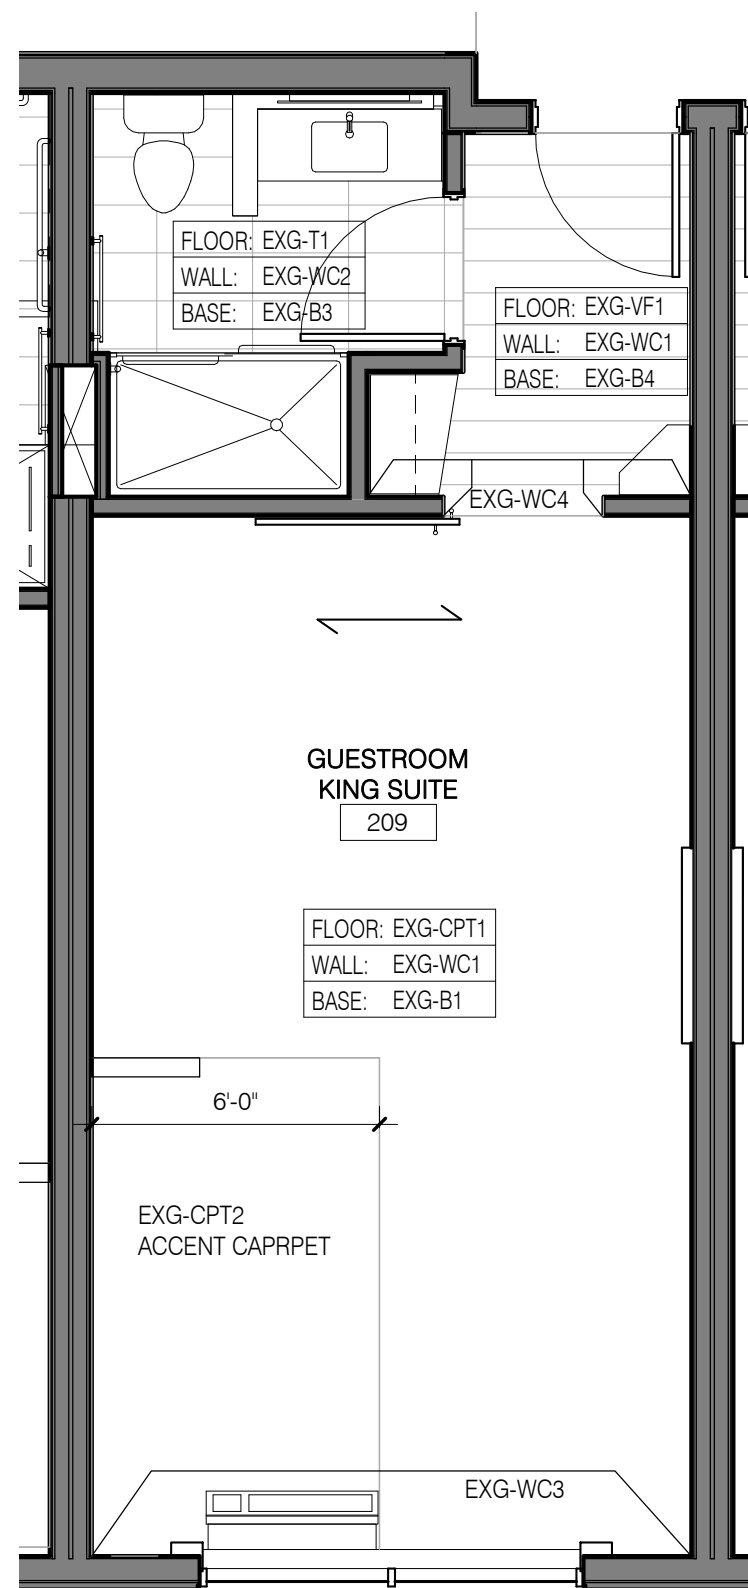 FLOOR: EXG-T1
WALL: EXG-WC2
BASE: EXG-B3
FLOOR: EXG-VF1
WALL: EXG-WC1
BASE: EXG-B4
EXG-WC4
GUESTROOM
KING SUITE
209
FLOOR: EXG-CPT1
WALL: EXG-WC1
BASE: EXG-B1
6'-0"
EXG-CPT2
ACCENT CAPRPET
EXG-WC3